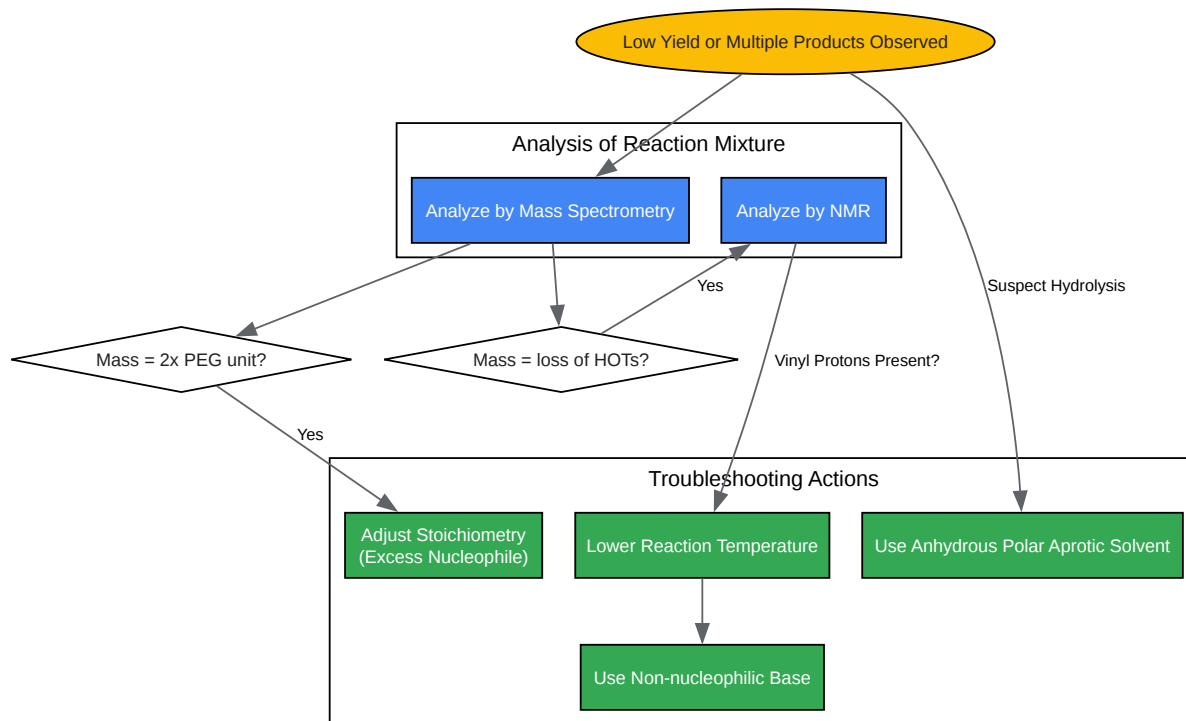 Low Yield or Multiple Products Observed
Analysis of Reaction Mixture
Analyze by Mass Spectrometry
Analyze by NMR
Yes
Suspect Hydrolysis
Mass = 2x PEG unit?
Mass = loss of HOTs?
Vinyl Protons Present?
Yes
Troubleshooting Actions
Adjust Stoichiometry
(Excess Nucleophile)
Lower Reaction Temperature
Use Anhydrous Polar Aprotic Solvent
Use Non-nucleophilic Base